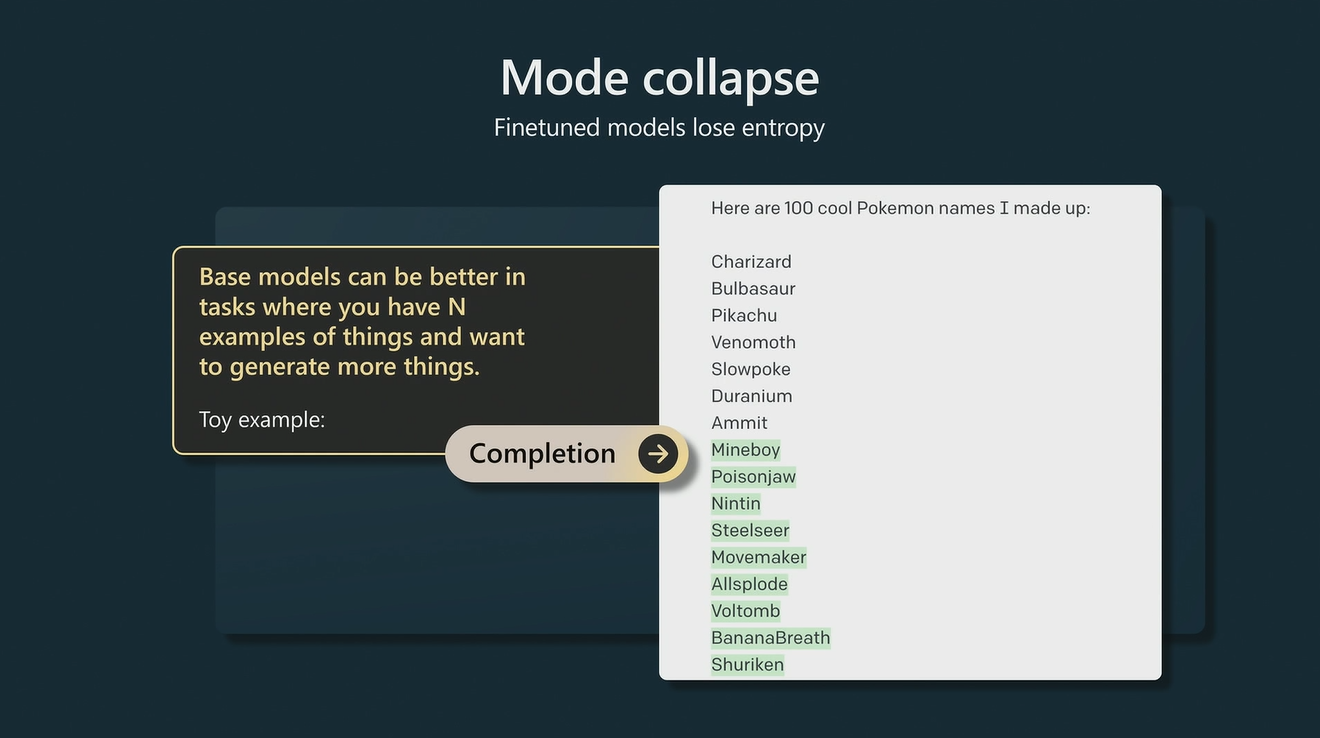 Mode collapse
Finetuned models lose entropy
Base models can be better in
tasks where you have N
examples of things and want
to generate more things.
Toy example:
Completion
Here are 100 cool Pokemon names I made up:
Charizard
Bulbasaur
Pikachu
Venomoth
Slowpoke
Duranium
Ammit
Mineboy
Poisonjaw
Nintin
Steelseer
Movemaker
Allsplode
Voltomb
BananaBreath
Shuriken